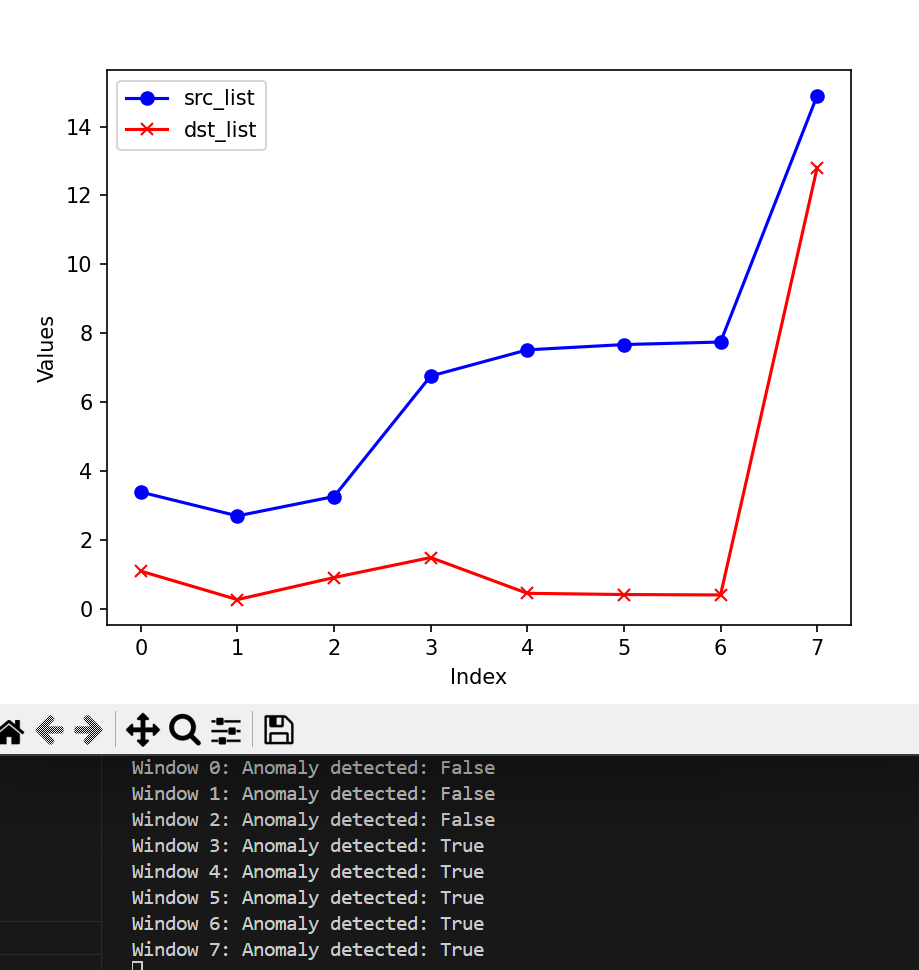 src_list
dst_list
14
12
10
8
6
4
2
0
Values
0 1 2 3 4 5 6 7
Index
Window 0: Anomaly detected: False
Window 1: Anomaly detected: False
Window 2: Anomaly detected: False
Window 3: Anomaly detected: True
Window 4: Anomaly detected: True
Window 5: Anomaly detected: True
Window 6: Anomaly detected: True
Window 7: Anomaly detected: True